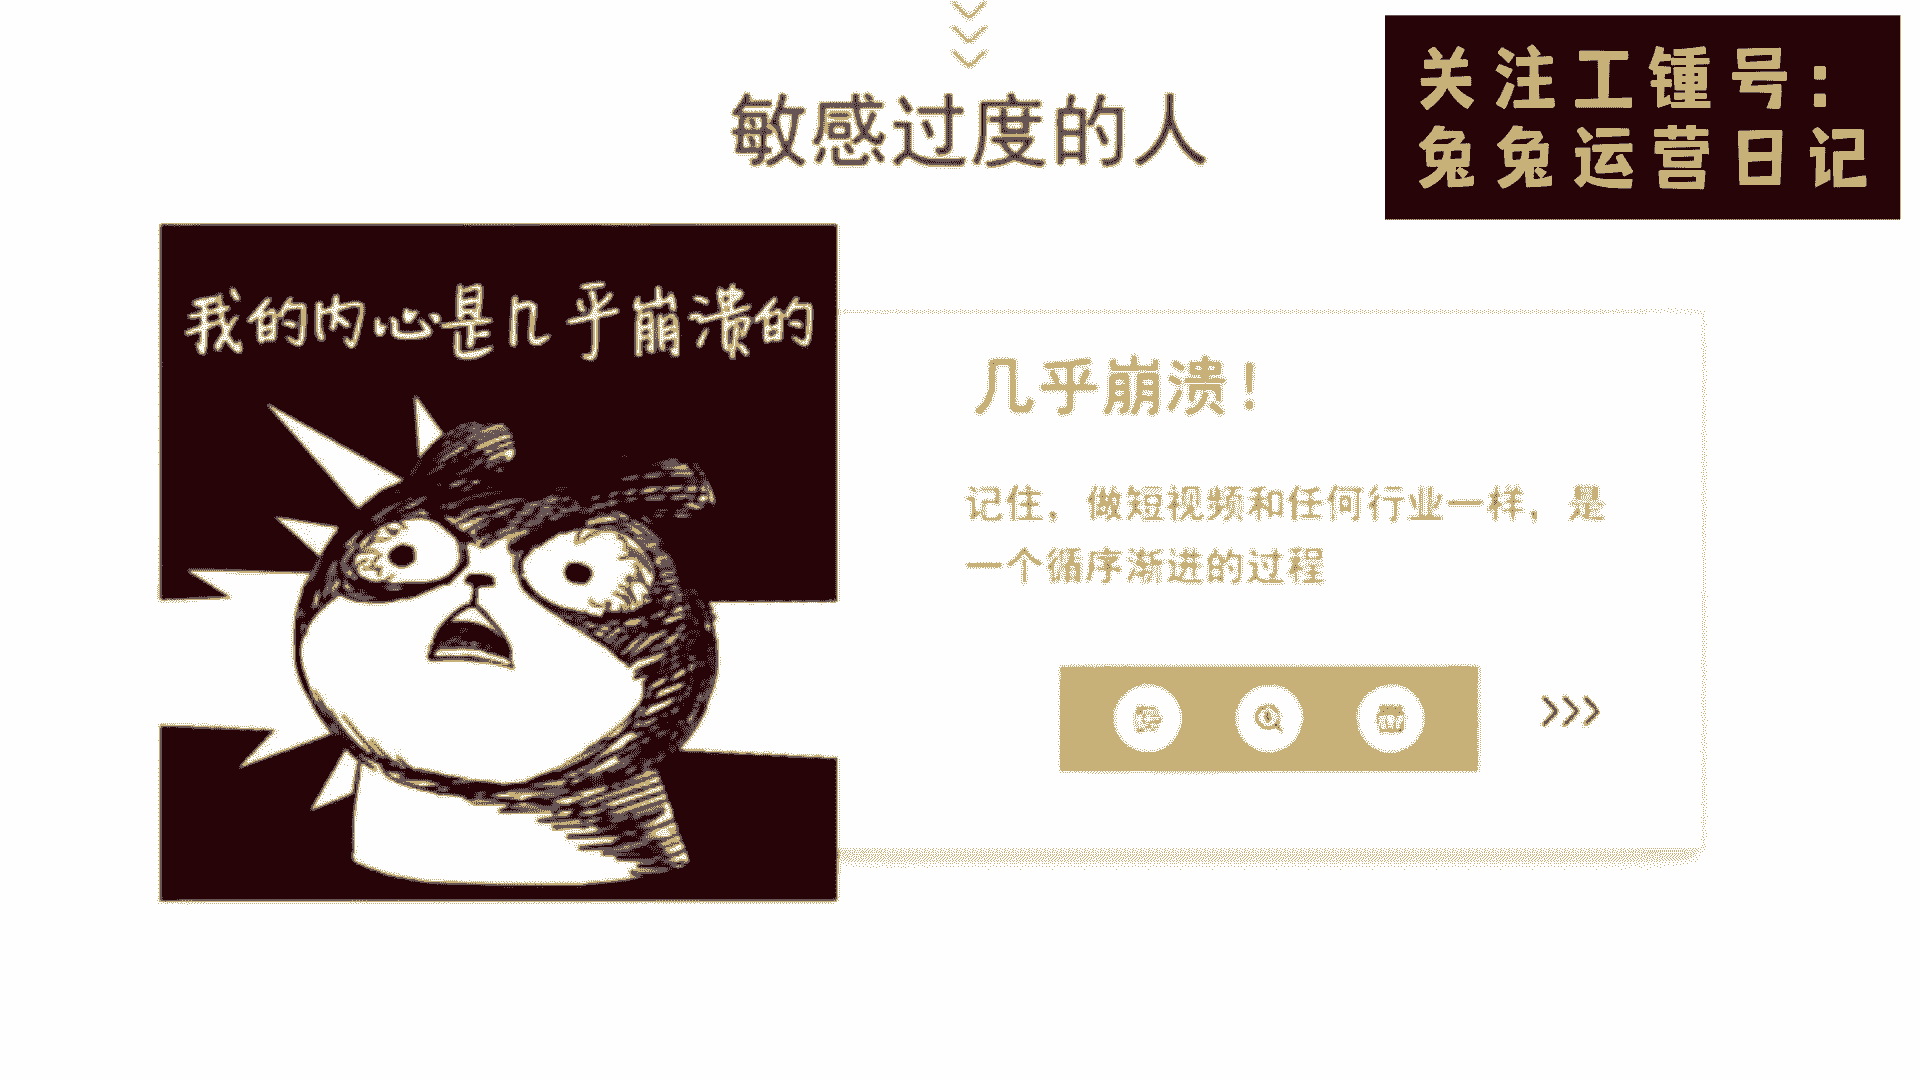 敏感过度的人
关注工锺号：
兔兔运营日记
我的内心是几乎崩溃的
几乎崩溃！
记住，做短视频和任何行业一样，是
一个循序渐进的过程